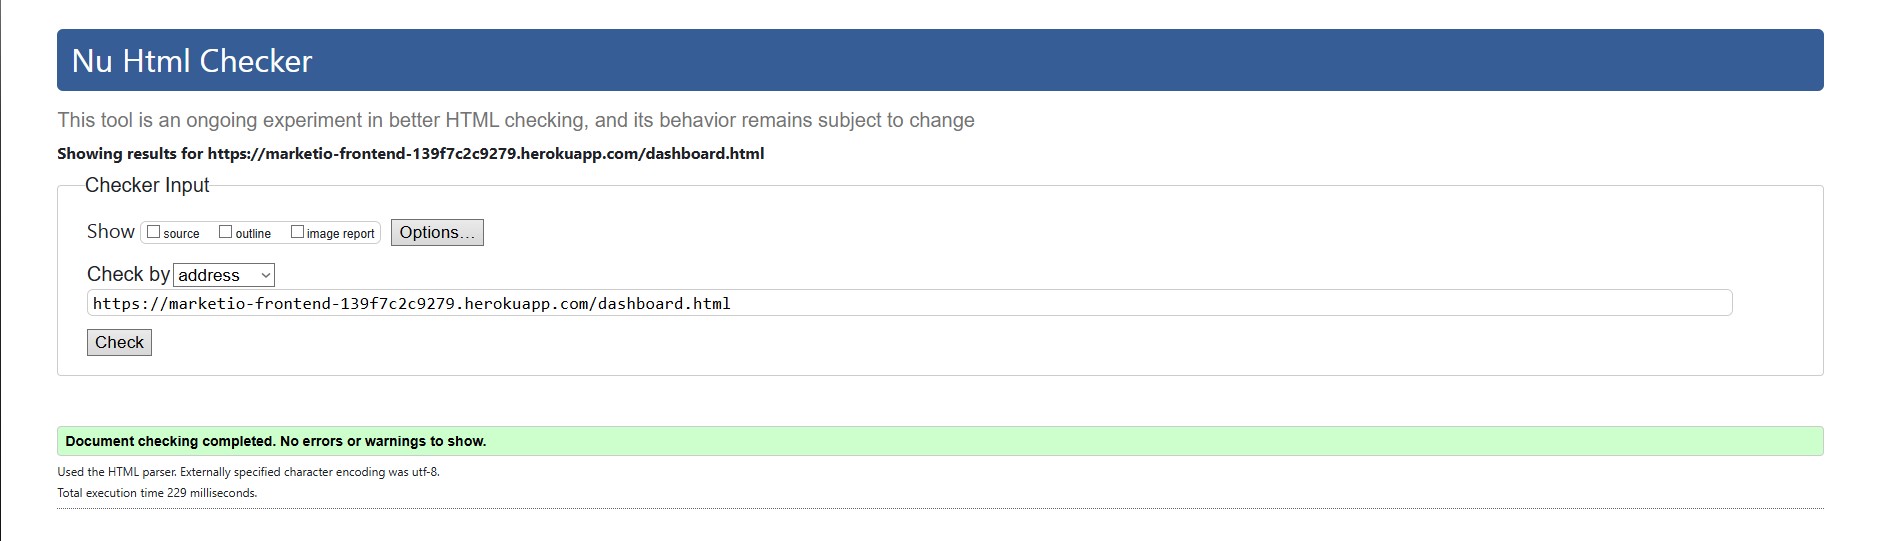 Nu Html Checker
This tool is an ongoing experiment in better HTML checking, and its behavior remains subject to change
Showing results for https://marketio-frontend-139f7c2c9279.herokuapp.com/dashboard.html
Checker Input
Show source outline image report Options...
Check by address
https://marketio-frontend-139f7c2c9279.herokuapp.com/dashboard.html
Check
Document checking completed. No errors or warnings to show.
Used the HTML parser. Externally specified character encoding was utf-8.
Total execution time 229 milliseconds.